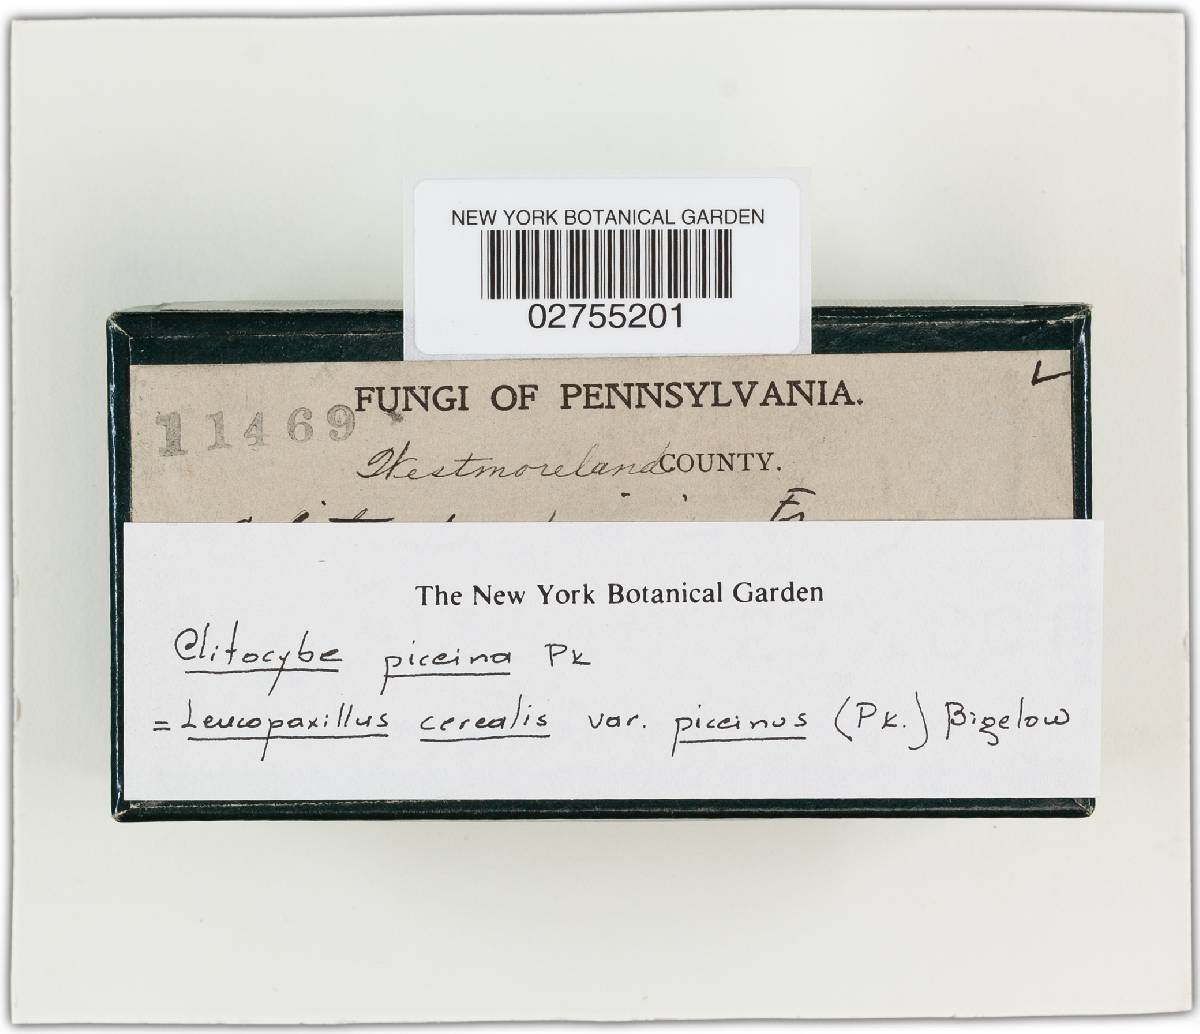 NEW YORK BOTANICAL GARDEN
02755201
FUNGI OF PENNSYLVANIA.
11469
Westmoreland COUNTY.
The New York Botanical Garden
Clitocybe piceina Pk
= Leucopaxillus cerealis var. piceinus (Pk.) Bigelow